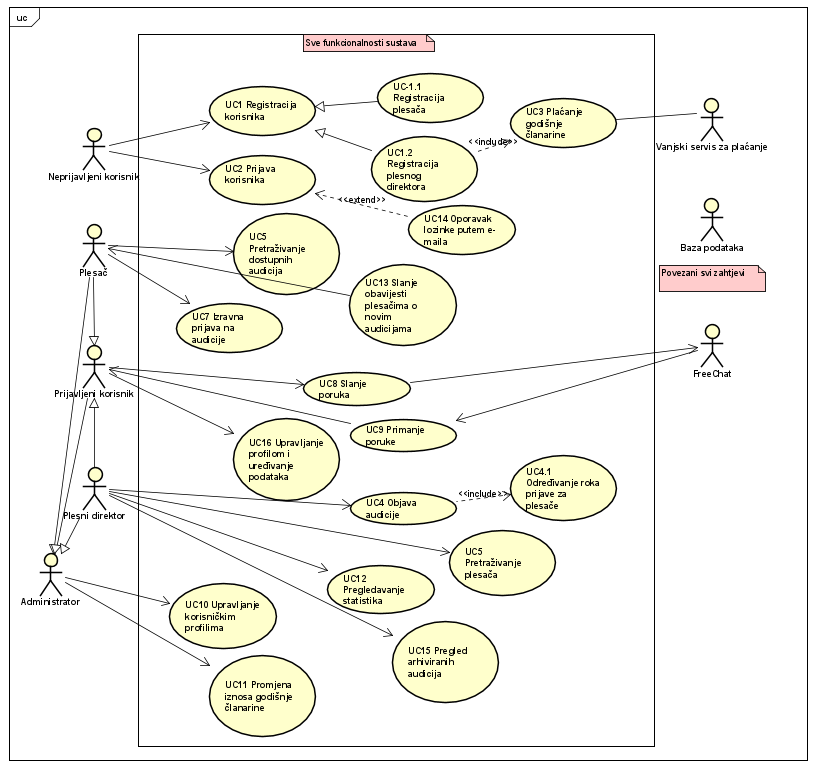 uc
Sve funkcionalnosti sustava
UC1 Registracija
korisnika
UC-1.1
Registracija
plesača
UC3 Plaćanje
godišnje
članarine
Vanjski servis za plaćanje
Neprijavljeni korisnik
UC2 Prijava
korisnika
UC1.2
Registracija
plesnog
direktora
<<include>>
<<extend>>
UC14 Oporavak
lozinke putem e-
maila
Baza podataka
Povezani svi zahtjevi
Plesač
UC5
Pretraživanje
dostupnih
audicija
UC13 Slanje
obavijesti
plesačima o
novim
audicijama
UC7 Izravna
prijava na
audicije
FreeChat
Prijavljeni korisnik
UC8 Slanje
poruka
UC9 Primanje
poruke
UC16 Upravljanje
profilom i
uređivanje
podataka
Plesni direktor
UC4 Objava
audicije
<<include>>
UC4.1
Određivanje roka
prijave za
plesače
UC5
Pretraživanje
plesača
UC12
Pregledavanje
statistika
Administrator
UC10 Upravljanje
korisničkim
profilima
UC15 Pregled
arhiviranih
audicija
UC11 Promjena
iznosa godišnje
članarine